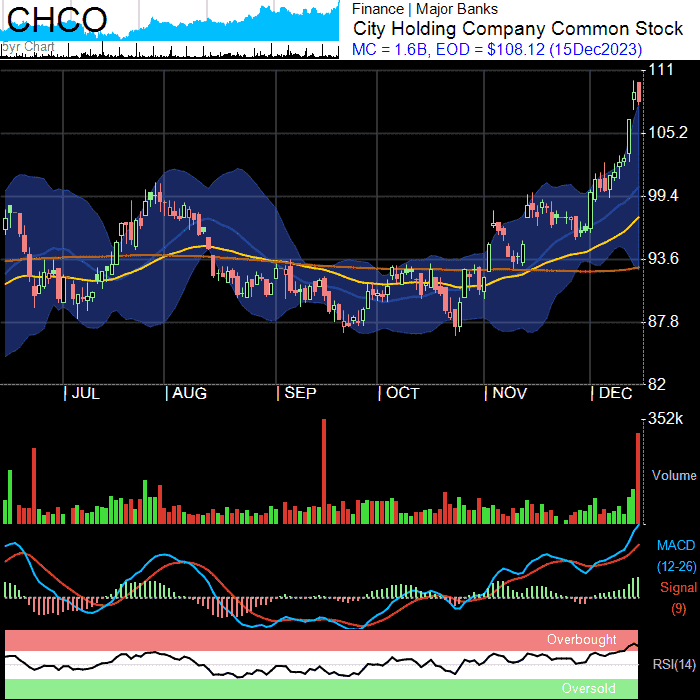 CHCO
5yr Chart
Finance | Major Banks
City Holding Company Common Stock
MC = 1.6B, EOD = $108.12 (15Dec2023)
111
105.2
99.4
93.6
87.8
82
| JUL | AUG | SEP | OCT | NOV | DEC
352k
Volume
MACD
(12-26)
Signal
(9)
Overbought
RSI(14)
Oversold